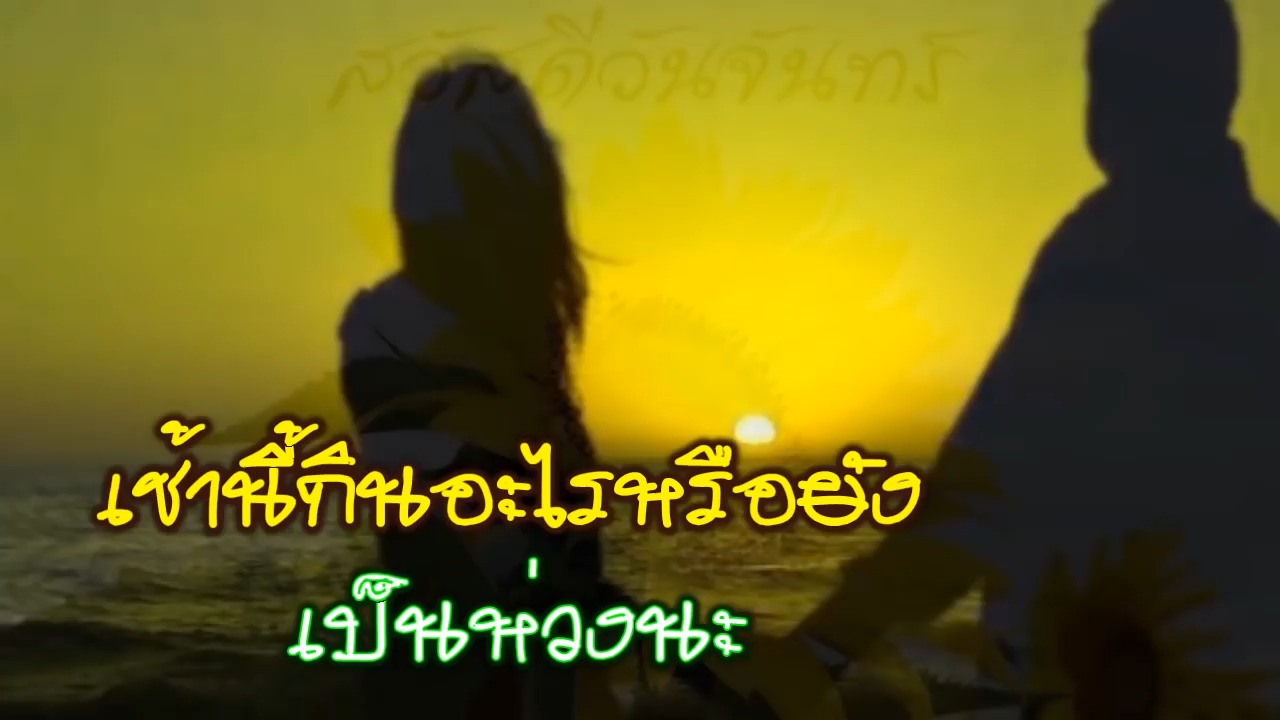 สวัสดีวันจันทร์
เช้านี้กินอะไรหรือยัง
เป็นห่วงนะ